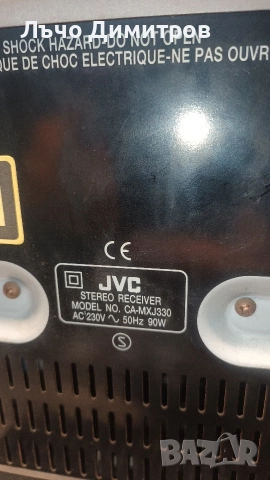 Лъчо Димитров
SHOCK HAZARD-DO NOT OPEN
QUE DE CHOC ELECTRIQUE-NE PAS OUVR
CE
JVC
STEREO RECEIVER
MODEL NO. CA-MXJ330
AC 230V ∿ 50Hz 90W
S
BAZAR